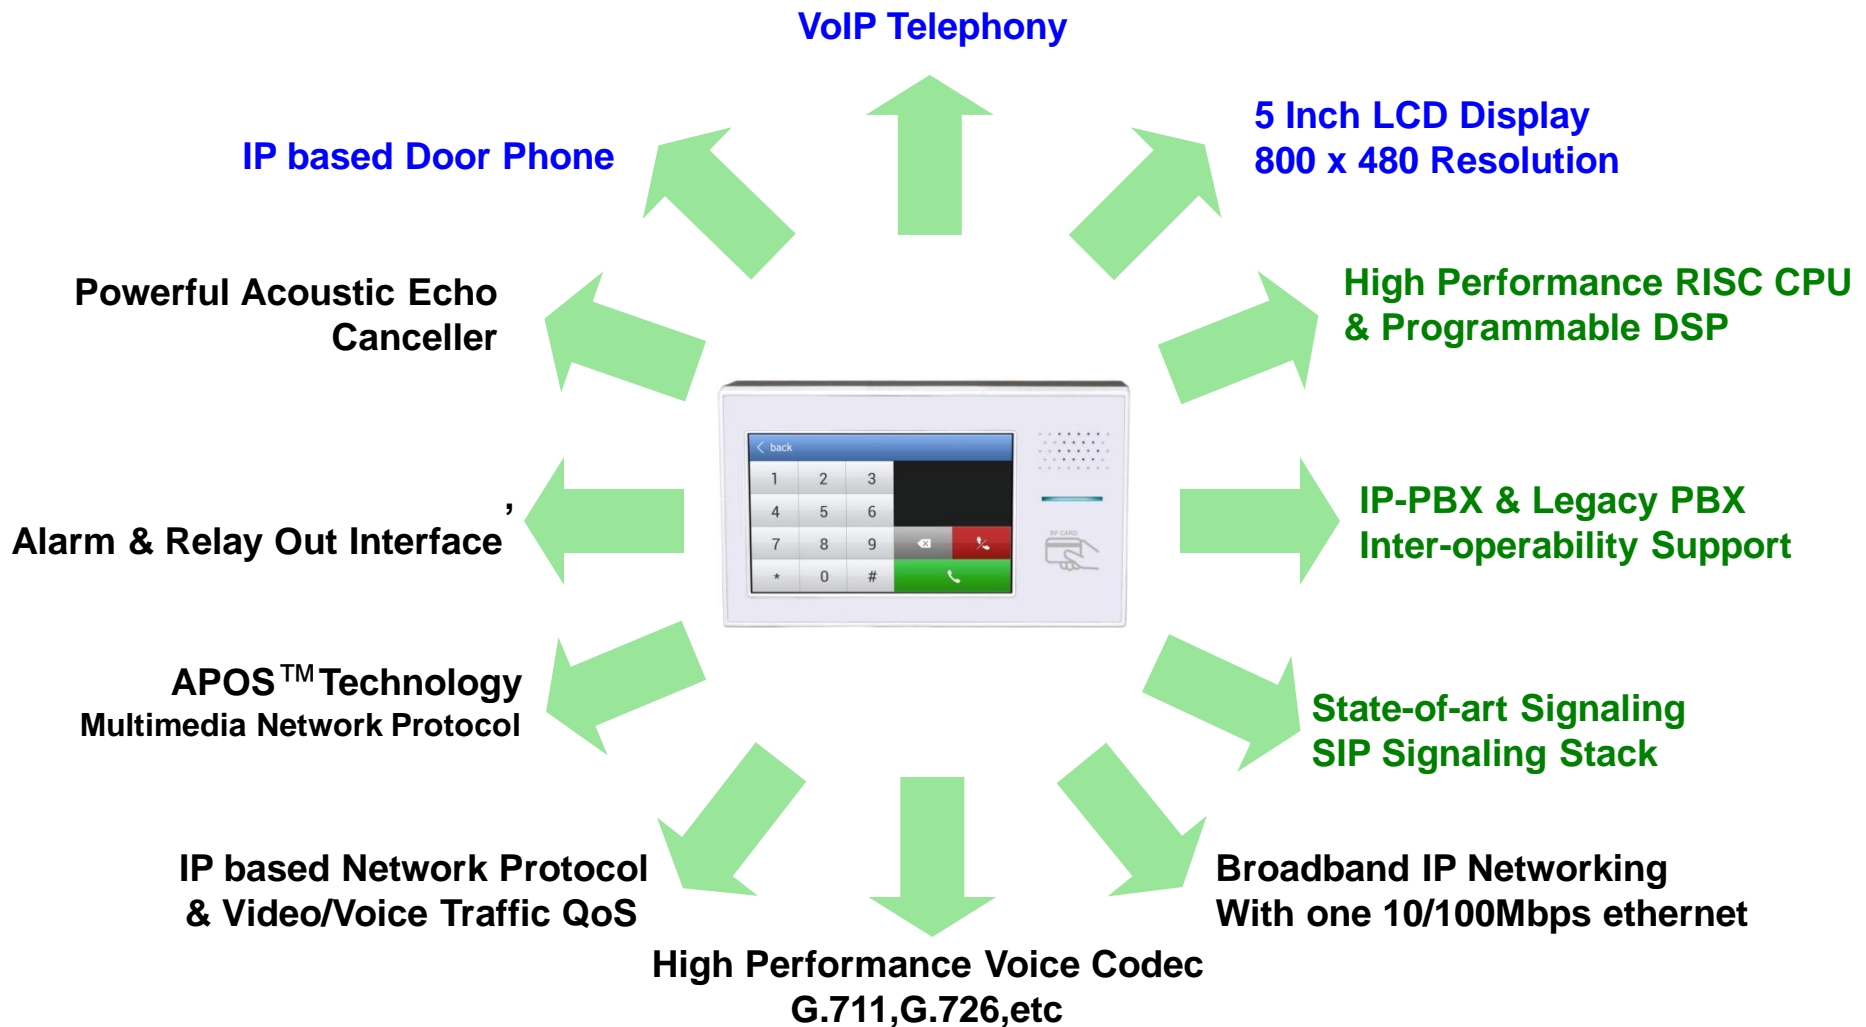 VoIP Telephony
5 Inch LCD Display
800 x 480 Resolution
IP based Door Phone
High Performance RISC CPU
& Programmable DSP
Powerful Acoustic Echo
Canceller
< back
1 2 3
4 5 6
7 8 9
* 0 #
RF CARD
IP-PBX & Legacy PBX
Inter-operability Support
,
Alarm & Relay Out Interface
APOS™Technology
Multimedia Network Protocol
State-of-art Signaling
SIP Signaling Stack
IP based Network Protocol
& Video/Voice Traffic QoS
Broadband IP Networking
With one 10/100Mbps ethernet
High Performance Voice Codec
G.711,G.726,etc